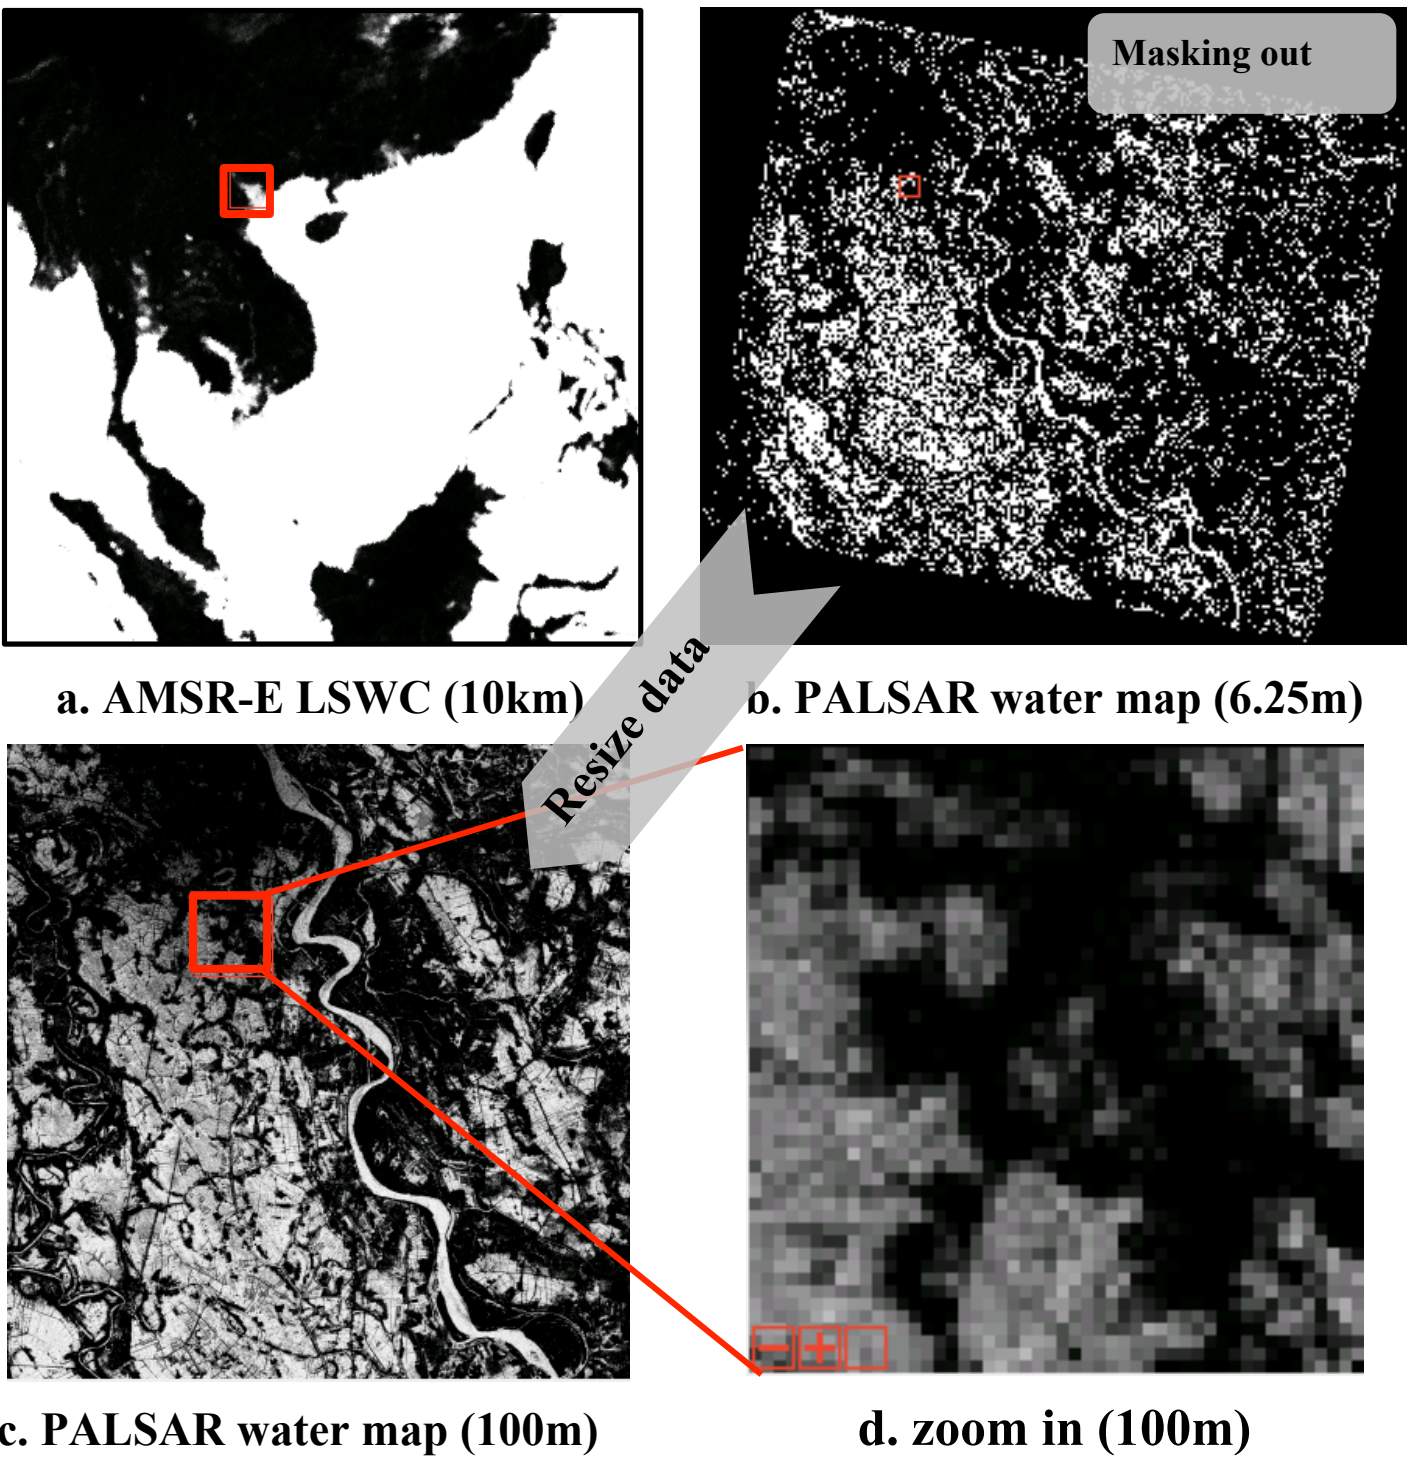 Masking out
a. AMSR-E LSWC (10km)
b. PALSAR water map (6.25m)
Resize data
c. PALSAR water map (100m)
d. zoom in (100m)